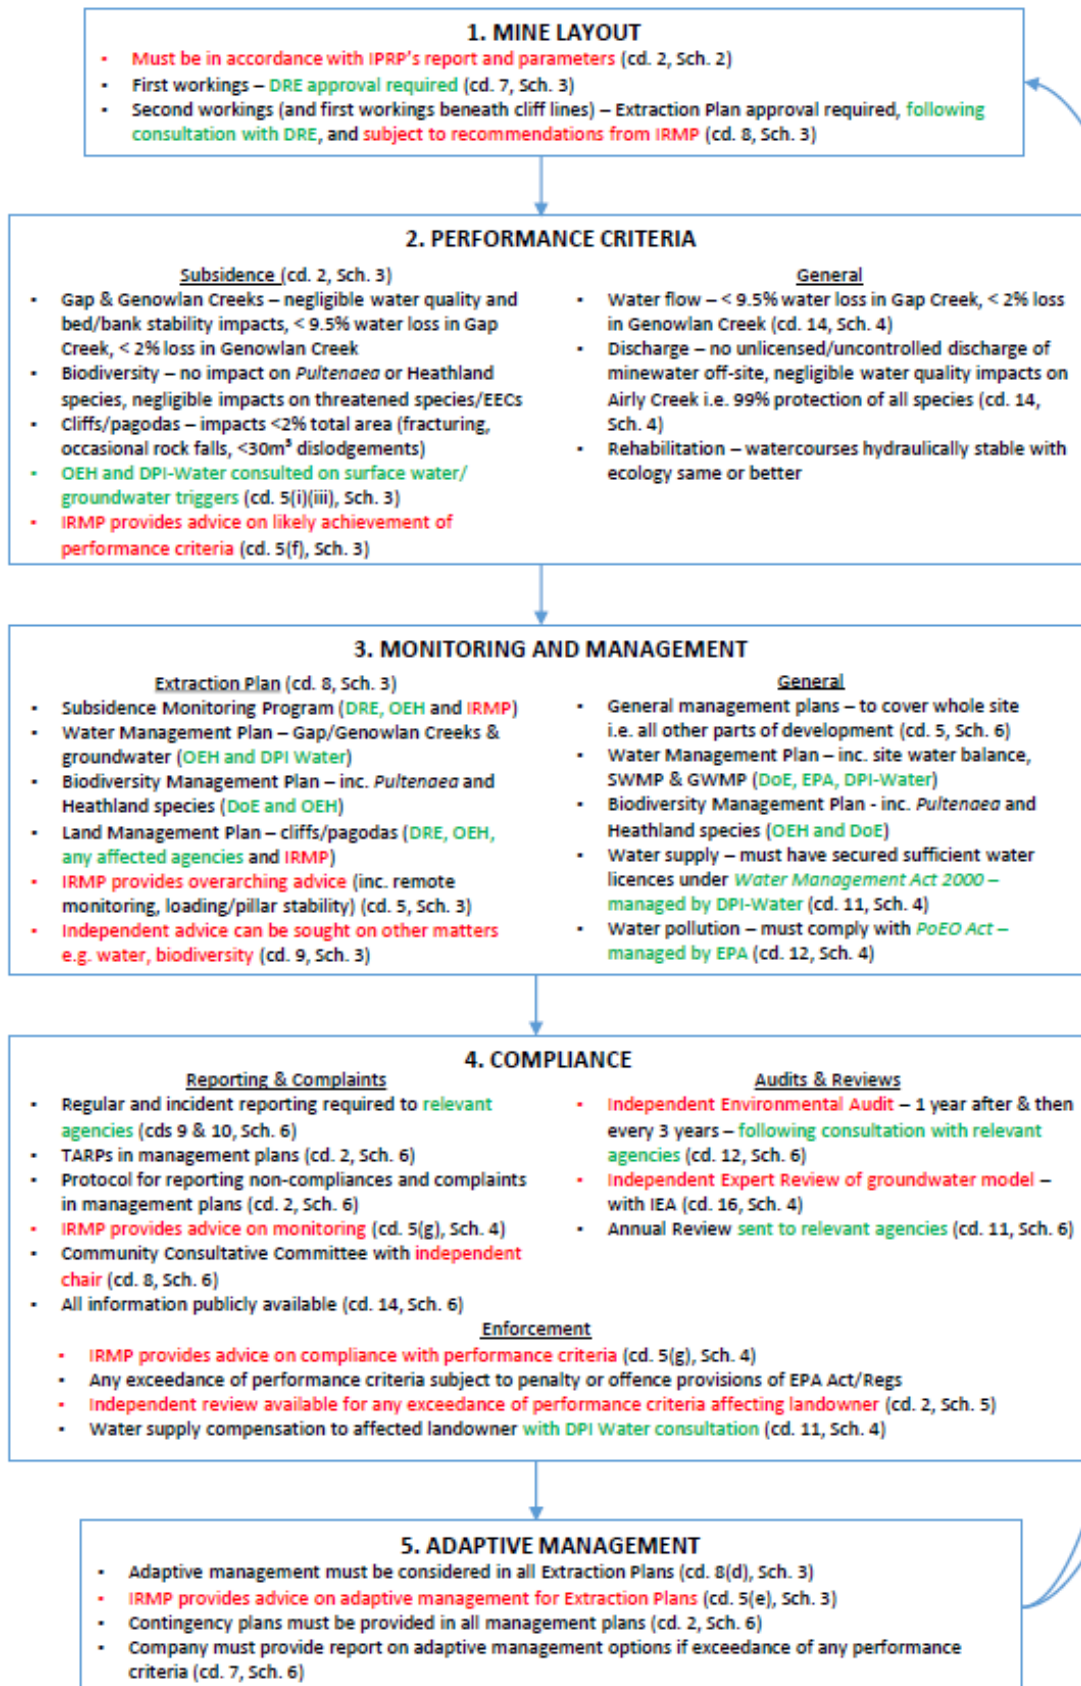 1. MINE LAYOUT
▪ Must be in accordance with IPRP's report and parameters (cd. 2, Sch. 2)
▪ First workings – DRE approval required (cd. 7, Sch. 3)
▪ Second workings (and first workings beneath cliff lines) – Extraction Plan approval required, following
consultation with DRE, and subject to recommendations from IRMP (cd. 8, Sch. 3)
2. PERFORMANCE CRITERIA
Subsidence (cd. 2, Sch. 3)
▪ Gap & Genowlan Creeks – negligible water quality and
bed/bank stability impacts, < 9.5% water loss in Gap
Creek, < 2% loss in Genowlan Creek
▪ Biodiversity – no impact on Pultenaea or Heathland
species, negligible impacts on threatened species/EECs
▪ Cliffs/pagodas – impacts <2% total area (fracturing,
occasional rock falls, <30m³ dislodgements)
▪ OEH and DPI-Water consulted on surface water/
groundwater triggers (cd. 5(i)(iii), Sch. 3)
▪ IRMP provides advice on likely achievement of
performance criteria (cd. 5(f), Sch. 3)
General
▪ Water flow – < 9.5% water loss in Gap Creek, < 2% loss
in Genowlan Creek (cd. 14, Sch. 4)
▪ Discharge – no unlicensed/uncontrolled discharge of
minewater off-site, negligible water quality impacts on
Airly Creek i.e. 99% protection of all species (cd. 14,
Sch. 4)
▪ Rehabilitation – watercourses hydraulically stable with
ecology same or better
3. MONITORING AND MANAGEMENT
Extraction Plan (cd. 8, Sch. 3)
▪ Subsidence Monitoring Program (DRE, OEH and IRMP)
▪ Water Management Plan – Gap/Genowlan Creeks &
groundwater (OEH and DPI Water)
▪ Biodiversity Management Plan – inc. Pultenaea and
Heathland species (DoE and OEH)
▪ Land Management Plan – cliffs/pagodas (DRE, OEH,
any affected agencies and IRMP)
▪ IRMP provides overarching advice (inc. remote
monitoring, loading/pillar stability) (cd. 5, Sch. 3)
▪ Independent advice can be sought on other matters
e.g. water, biodiversity (cd. 9, Sch. 3)
General
▪ General management plans – to cover whole site
i.e. all other parts of development (cd. 5, Sch. 6)
▪ Water Management Plan – inc. site water balance,
SWMP & GWMP (DoE, EPA, DPI-Water)
▪ Biodiversity Management Plan - inc. Pultenaea and
Heathland species (OEH and DoE)
▪ Water supply – must have secured sufficient water
licences under Water Management Act 2000 –
managed by DPI-Water (cd. 11, Sch. 4)
▪ Water pollution – must comply with PoEO Act –
managed by EPA (cd. 12, Sch. 4)
4. COMPLIANCE
Reporting & Complaints
▪ Regular and incident reporting required to relevant
agencies (cds 9 & 10, Sch. 6)
▪ TARPs in management plans (cd. 2, Sch. 6)
▪ Protocol for reporting non-compliances and complaints
in management plans (cd. 2, Sch. 6)
▪ IRMP provides advice on monitoring (cd. 5(g), Sch. 4)
▪ Community Consultative Committee with independent
chair (cd. 8, Sch. 6)
▪ All information publicly available (cd. 14, Sch. 6)
Audits & Reviews
▪ Independent Environmental Audit – 1 year after & then
every 3 years – following consultation with relevant
agencies (cd. 12, Sch. 6)
▪ Independent Expert Review of groundwater model –
with IEA (cd. 16, Sch. 4)
▪ Annual Review sent to relevant agencies (cd. 11, Sch. 6)
Enforcement
▪ IRMP provides advice on compliance with performance criteria (cd. 5(g), Sch. 4)
▪ Any exceedance of performance criteria subject to penalty or offence provisions of EPA Act/Regs
▪ Independent review available for any exceedance of performance criteria affecting landowner (cd. 2, Sch. 5)
▪ Water supply compensation to affected landowner with DPI Water consultation (cd. 11, Sch. 4)
5. ADAPTIVE MANAGEMENT
▪ Adaptive management must be considered in all Extraction Plans (cd. 8(d), Sch. 3)
▪ IRMP provides advice on adaptive management for Extraction Plans (cd. 5(e), Sch. 3)
▪ Contingency plans must be provided in all management plans (cd. 2, Sch. 6)
▪ Company must provide report on adaptive management options if exceedance of any performance
criteria (cd. 7, Sch. 6)